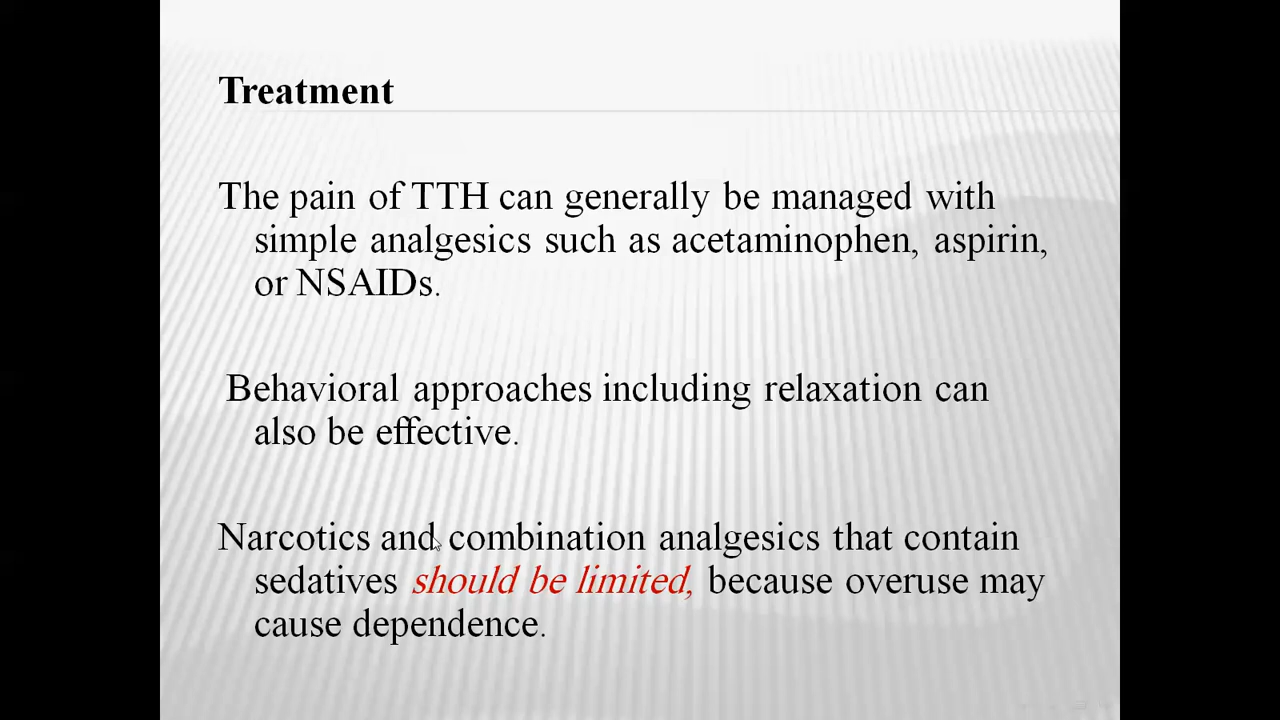 Treatment
The pain of TTH can generally be managed with
simple analgesics such as acetaminophen, aspirin,
or NSAIDs.
Behavioral approaches including relaxation can
also be effective.
Narcotics and combination analgesics that contain
sedatives should be limited, because overuse may
cause dependence.